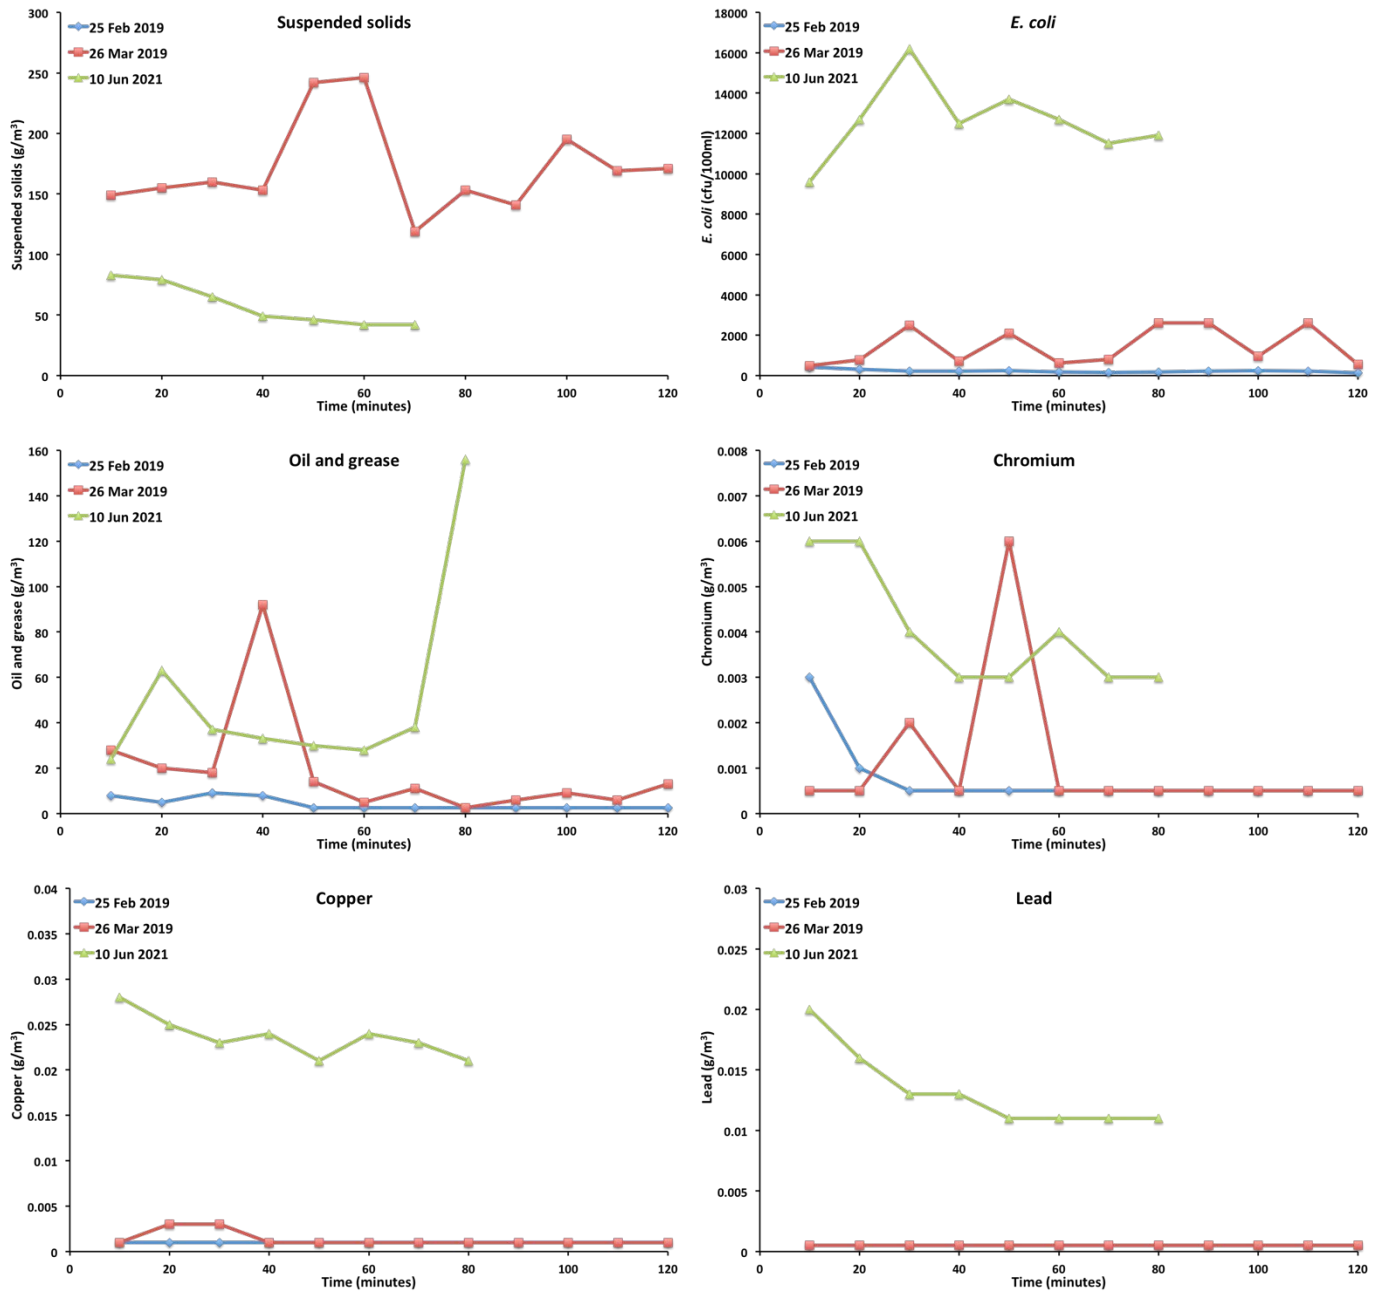 Suspended solids
25 Feb 2019
26 Mar 2019
10 Jun 2021
Suspended solids (g/m³)
300
250
200
150
100
50
0
0 20 40 60 80 100 120
Time (minutes)
E. coli
25 Feb 2019
26 Mar 2019
10 Jun 2021
E. coli (cfu/100ml)
18000
16000
14000
12000
10000
8000
6000
4000
2000
0
0 20 40 60 80 100 120
Time (minutes)
Oil and grease
25 Feb 2019
26 Mar 2019
10 Jun 2021
Oil and grease (g/m³)
160
140
120
100
80
60
40
20
0
0 20 40 60 80 100 120
Time (minutes)
Chromium
25 Feb 2019
26 Mar 2019
10 Jun 2021
Chromium (g/m³)
0.008
0.007
0.006
0.005
0.004
0.003
0.002
0.001
0
0 20 40 60 80 100 120
Time (minutes)
Copper
25 Feb 2019
26 Mar 2019
10 Jun 2021
Copper (g/m³)
0.04
0.035
0.03
0.025
0.02
0.015
0.01
0.005
0
0 20 40 60 80 100 120
Time (minutes)
Lead
25 Feb 2019
26 Mar 2019
10 Jun 2021
Lead (g/m³)
0.03
0.025
0.02
0.015
0.01
0.005
0
0 20 40 60 80 100 120
Time (minutes)